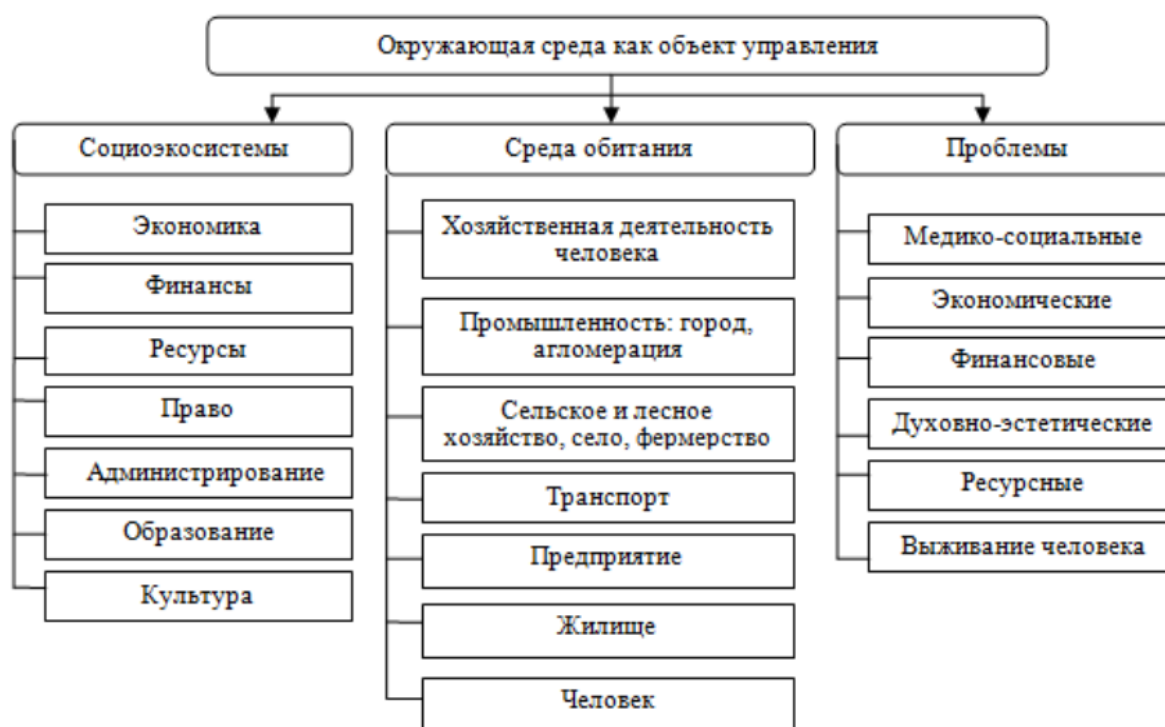 Окружающая среда как объект управления
Социоэкосистемы
Экономика
Финансы
Ресурсы
Право
Администрирование
Образование
Культура
Среда обитания
Хозяйственная деятельность
человека
Промышленность: город,
агломерация
Сельское и лесное
хозяйство, село, фермерство
Транспорт
Предприятие
Жилище
Человек
Проблемы
Медико-социальные
Экономические
Финансовые
Духовно-эстетические
Ресурсные
Выживание человека